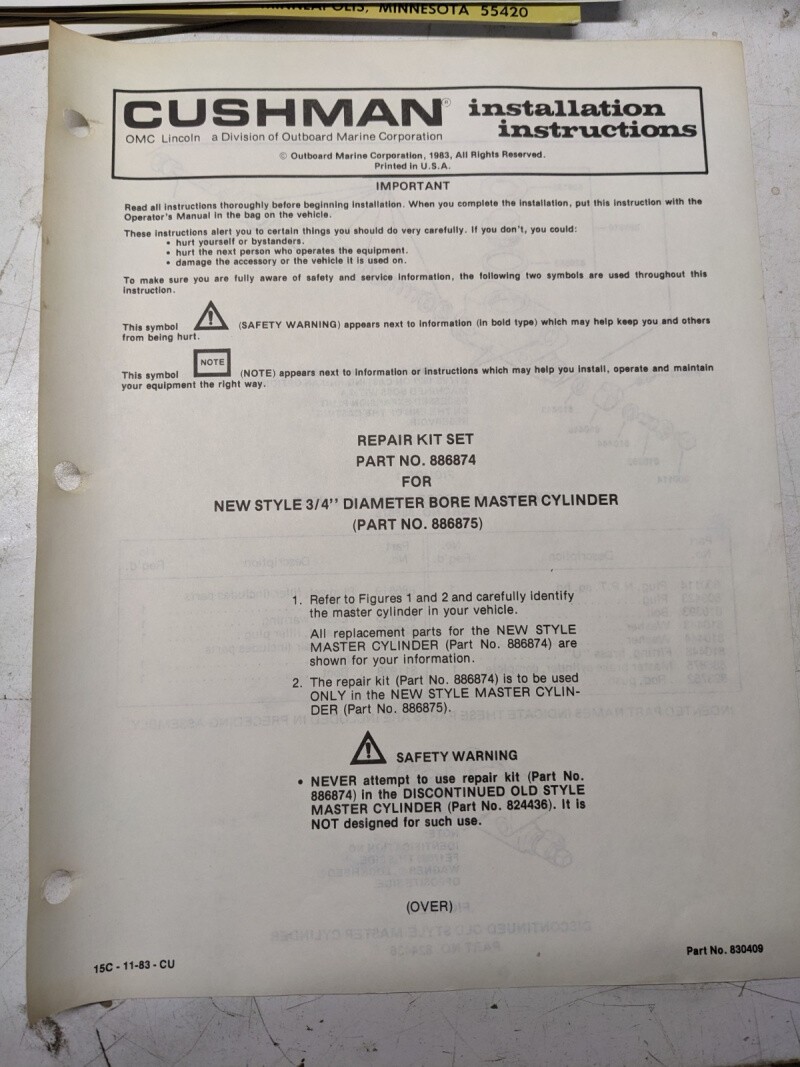 MINNEAPOLIS, MINNESOTA 55420
CUSHMAN® installation
instructions
OMC Lincoln a Division of Outboard Marine Corporation
© Outboard Marine Corporation, 1983, All Rights Reserved.
Printed in U.S.A.
IMPORTANT
Read all instructions thoroughly before beginning installation. When you complete the installation, put this instruction with the
Operator's Manual in the bag on the vehicle.
These instructions alert you to certain things you should do very carefully. If you don't, you could:
• hurt yourself or bystanders.
• hurt the next person who operates the equipment.
• damage the accessory or the vehicle it is used on.
To make sure you are fully aware of safety and service information, the following two symbols are used throughout this
instruction.
This symbol ! (SAFETY WARNING) appears next to information (in bold type) which may help keep you and others
from being hurt.
This symbol NOTE (NOTE) appears next to information or instructions which may help you install, operate and maintain
your equipment the right way.
REPAIR KIT SET
PART NO. 886874
FOR
NEW STYLE 3/4'' DIAMETER BORE MASTER CYLINDER
(PART NO. 886875)
1. Refer to Figures 1 and 2 and carefully identify
the master cylinder in your vehicle.
All replacement parts for the NEW STYLE
MASTER CYLINDER (Part No. 886874) are
shown for your information.
2. The repair kit (Part No. 886874) is to be used
ONLY in the NEW STYLE MASTER CYLIN-
DER (Part No. 886875).
! SAFETY WARNING
• NEVER attempt to use repair kit (Part No.
886874) in the DISCONTINUED OLD STYLE
MASTER CYLINDER (Part No. 824436). It is
NOT designed for such use.
(OVER)
15C - 11-83 - CU
Part No. 830409